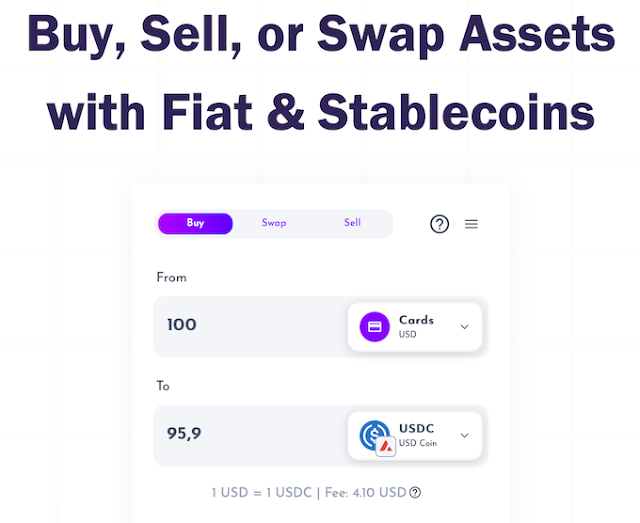 Buy, Sell, or Swap Assets
with Fiat & Stablecoins
Buy Swap Sell
From
100 Cards
USD
To
95,9 USDC
USD Coin
1 USD = 1 USDC | Fee: 4.10 USD